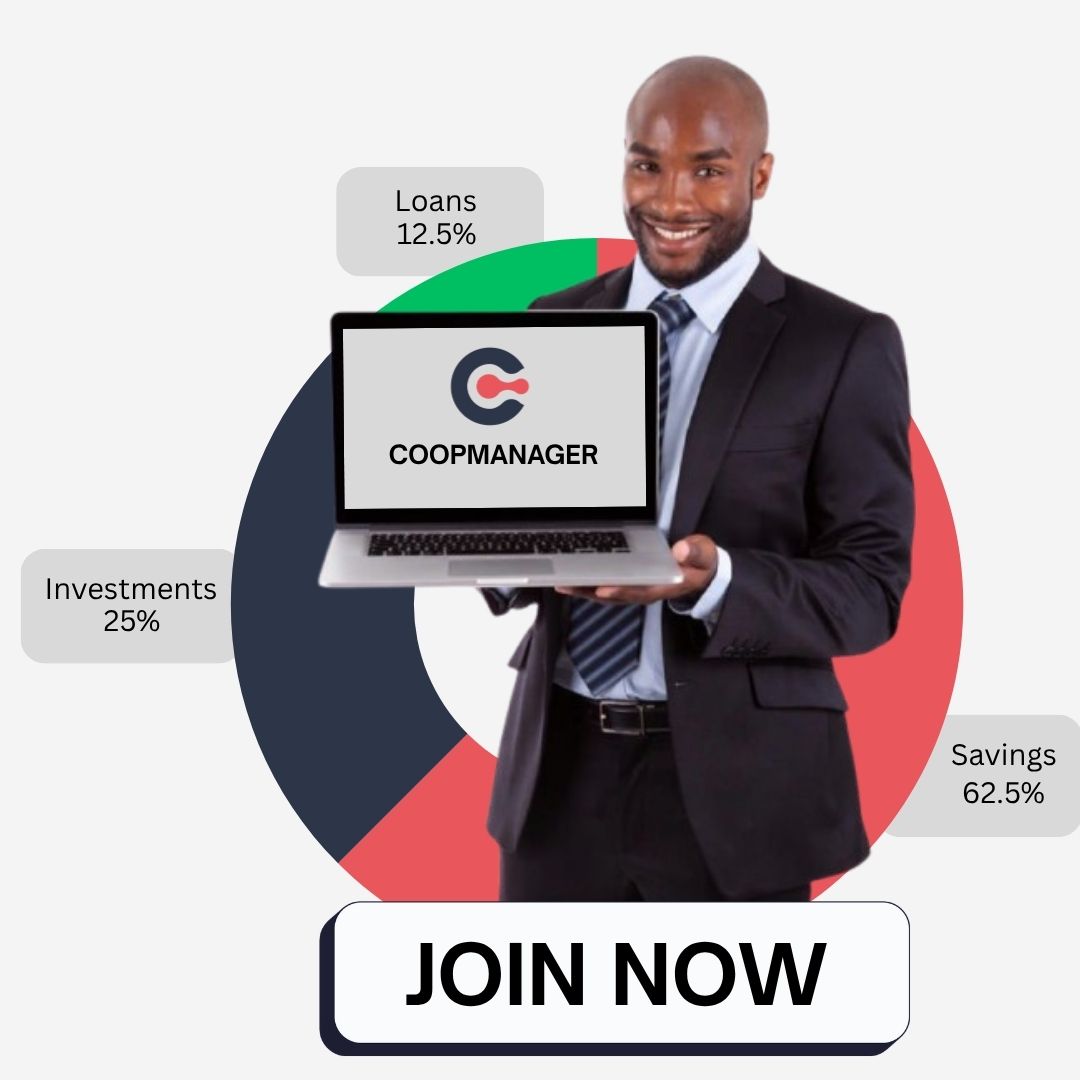 Loans
12.5%
COOPMANAGER
Investments
25%
Savings
62.5%
JOIN NOW